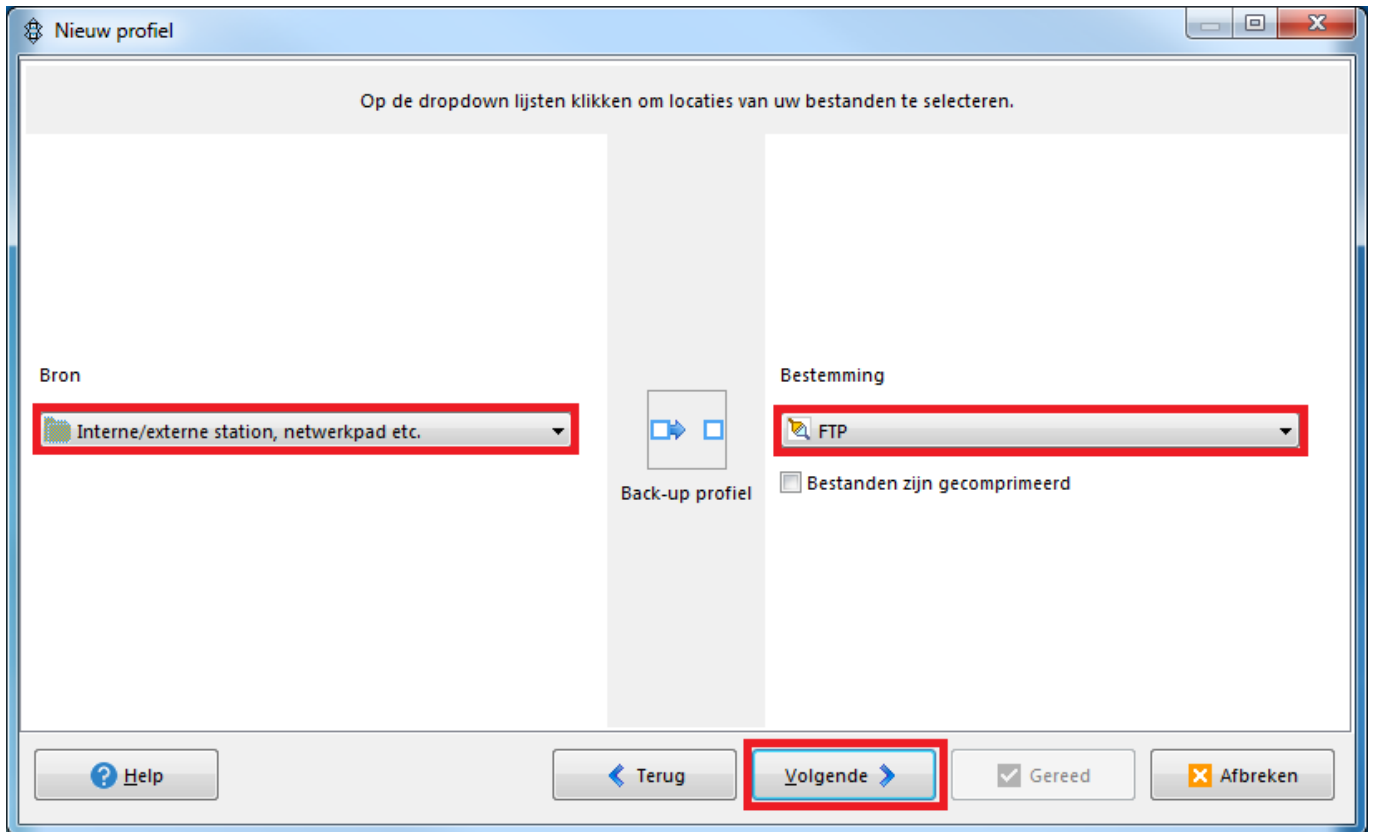 Nieuw profiel
Op de dropdown lijsten klikken om locaties van uw bestanden te selecteren.
Bron
Interne/externe station, netwerkpad etc.
Back-up profiel
Bestemming
FTP
Bestanden zijn gecomprimeerd
Help
Terug
Volgende
Gereed
Afbreken